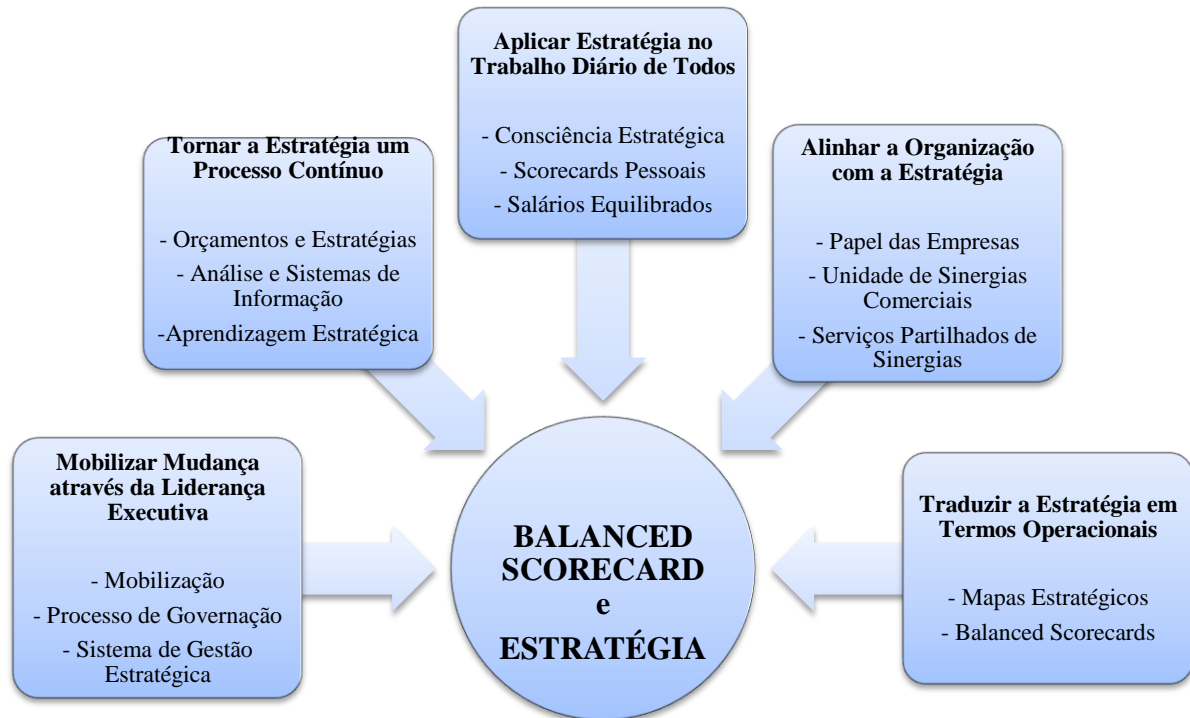 Aplicar Estratégia no
Trabalho Diário de Todos
- Consciência Estratégica
- Scorecards Pessoais
- Salários Equilibrados
Tornar a Estratégia um
Processo Contínuo
- Orçamentos e Estratégias
- Análise e Sistemas de
Informação
-Aprendizagem Estratégica
Alinhar a Organização
com a Estratégia
- Papel das Empresas
- Unidade de Sinergias
Comerciais
- Serviços Partilhados de
Sinergias
Mobilizar Mudança
através da Liderança
Executiva
- Mobilização
- Processo de Governação
- Sistema de Gestão
Estratégica
BALANCED
SCORECARD
e
ESTRATÉGIA
Traduzir a Estratégia em
Termos Operacionais
- Mapas Estratégicos
- Balanced Scorecards